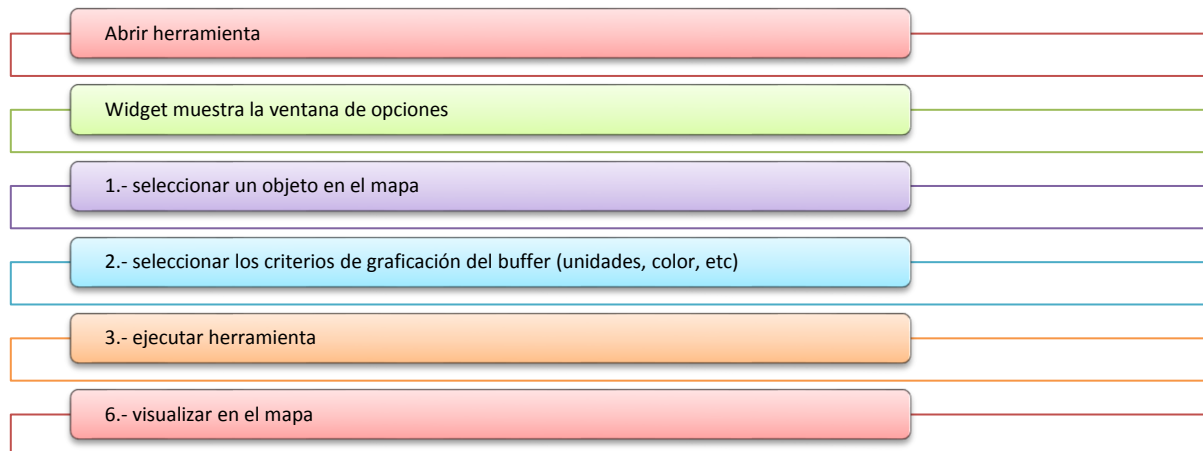 Abrir herramienta
Widget muestra la ventana de opciones
1.- seleccionar un objeto en el mapa
2.- seleccionar los criterios de graficación del buffer (unidades, color, etc)
3.- ejecutar herramienta
6.- visualizar en el mapa